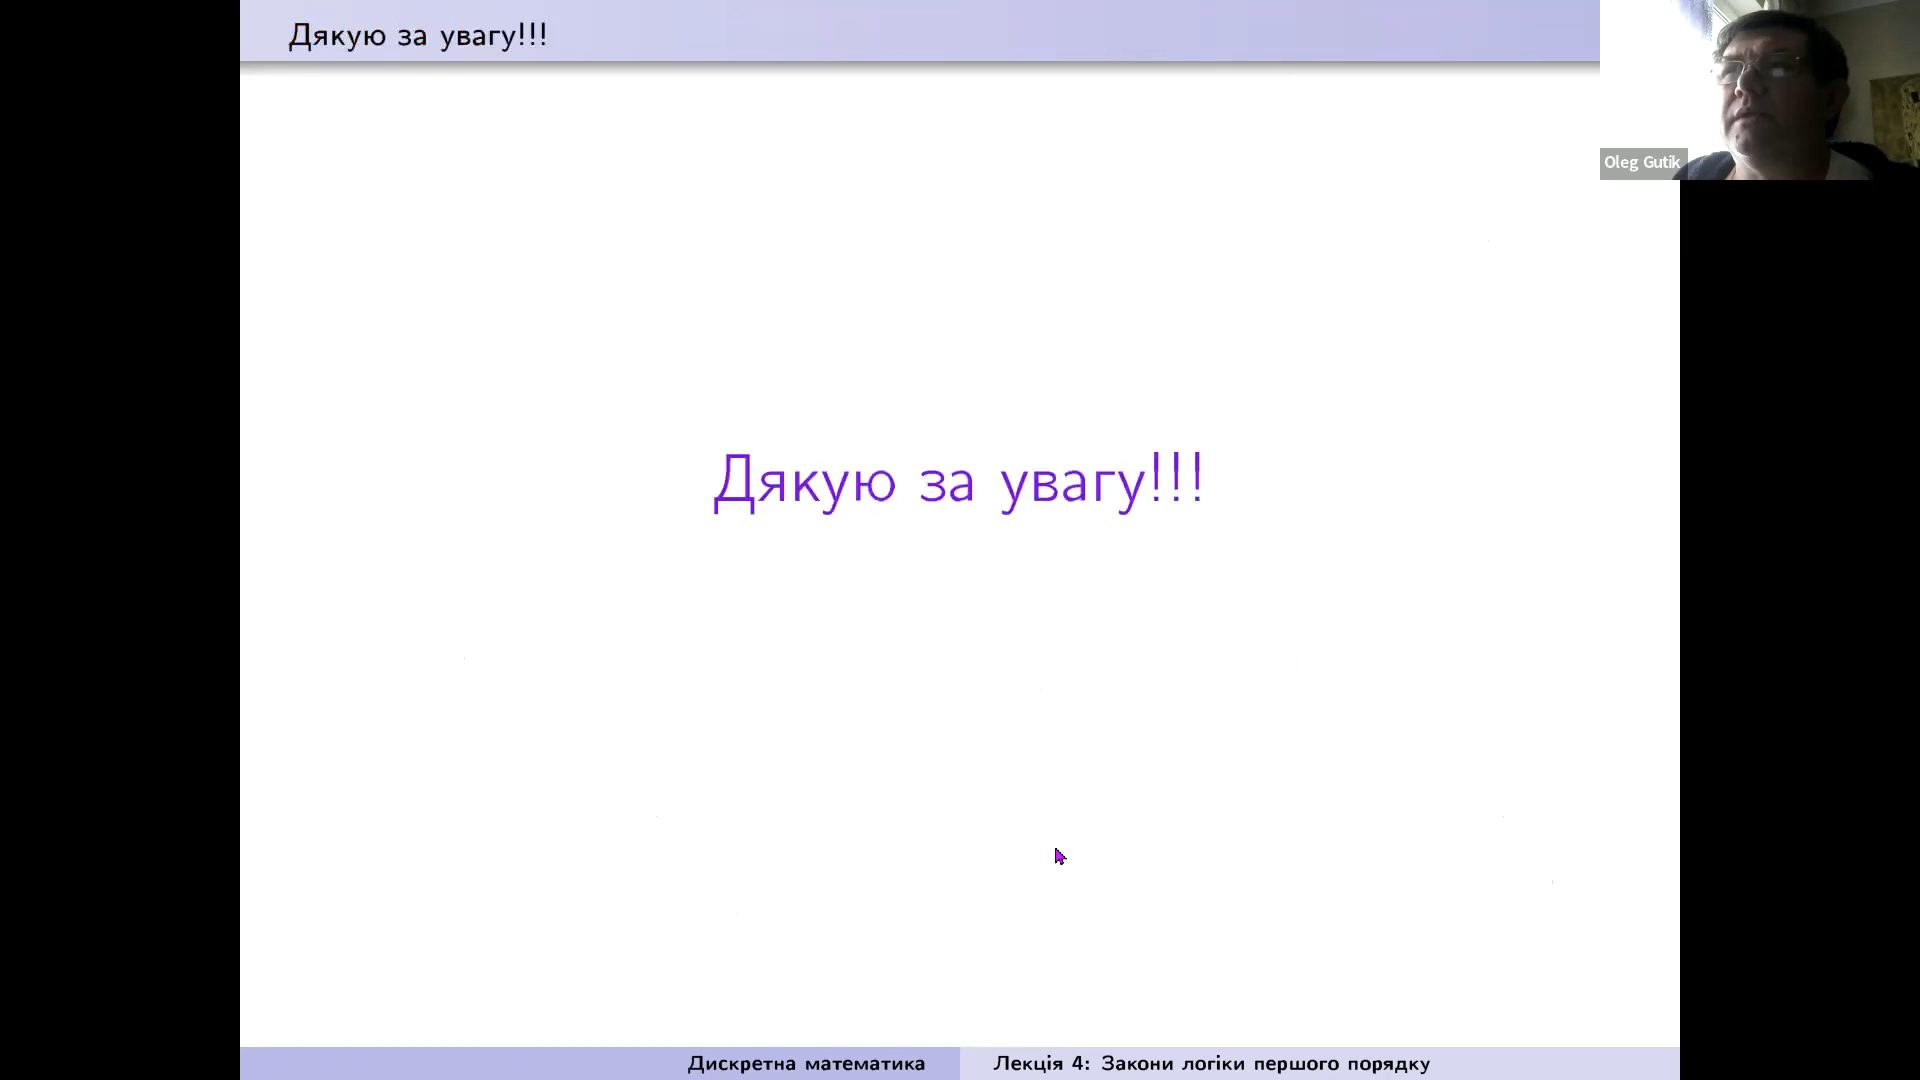 Дякую за увагу!!!
Oleg Gutik
Дякую за увагу!!!
Дискретна математика
Лекція 4: Закони логіки першого порядку